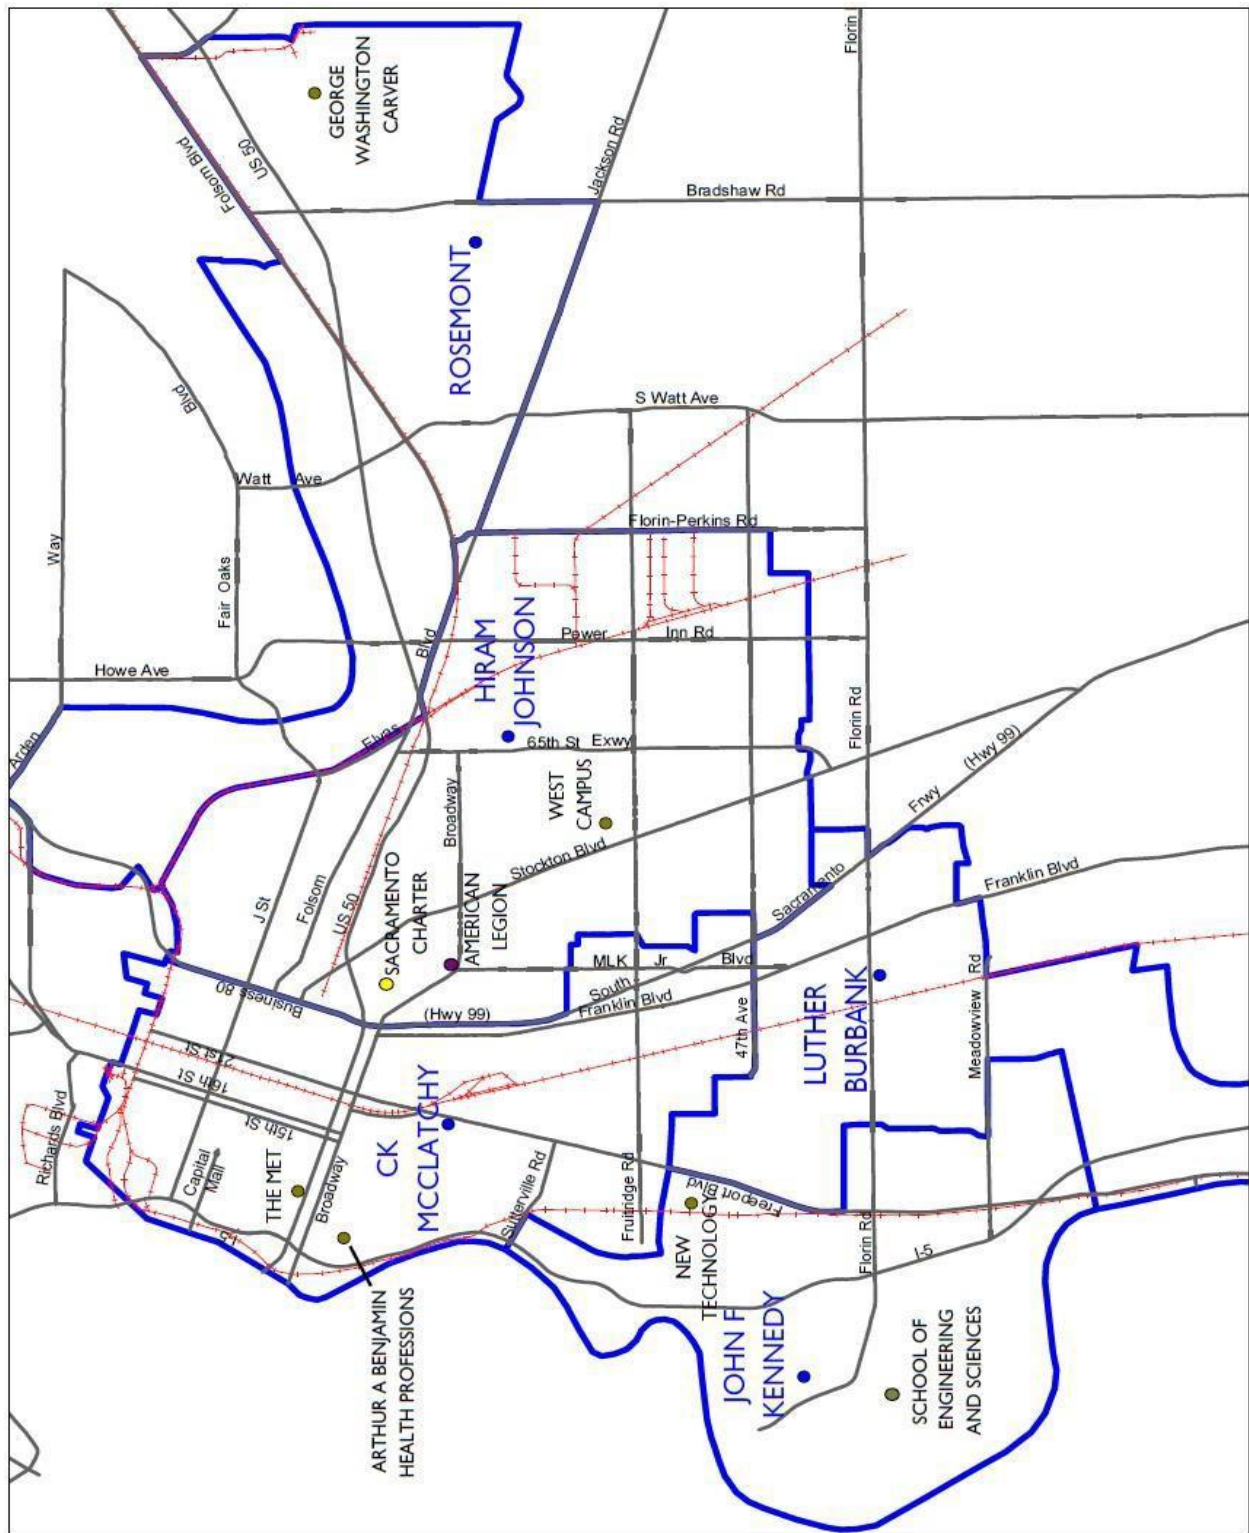 Florin
GEORGE
WASHINGTON
CARVER
US 50
Folsom Blvd
Jackson Rd
Bradshaw Rd
ROSEMONT
Blvd
S Watt Ave
Watt Ave
Florin-Perkins Rd
Way
Fair Oaks
HIRAM
JOHNSON
Blvd
Power Inn Rd
Howe Ave
Florin Rd
Arden
Elvas
65th St Exwy
(Hwy 99)
WEST
CAMPUS
Broadway
Frwy
Stockton Blvd
SACRAMENTO
CHARTER
AMERICAN
LEGION
J St
Folsom
US 50
Sacramento
Franklin Blvd
MLK Jr Blvd
South
Business 80
(Hwy 99)
Franklin Blvd
47th Ave
LUTHER
BURBANK
Meadowview Rd
21st St
16th St
15th St
Richards Blvd
Capital
Mall
THE MET
Broadway
CK
MCCLATCHY
Sutterville Rd
Fruitridge Rd
Freeport Blvd
NEW
TECHNOLOGY
Florin Rd
I-5
I-5
ARTHUR A BENJAMIN
HEALTH PROFESSIONS
JOHN F
KENNEDY
SCHOOL OF
ENGINEERING
AND SCIENCES